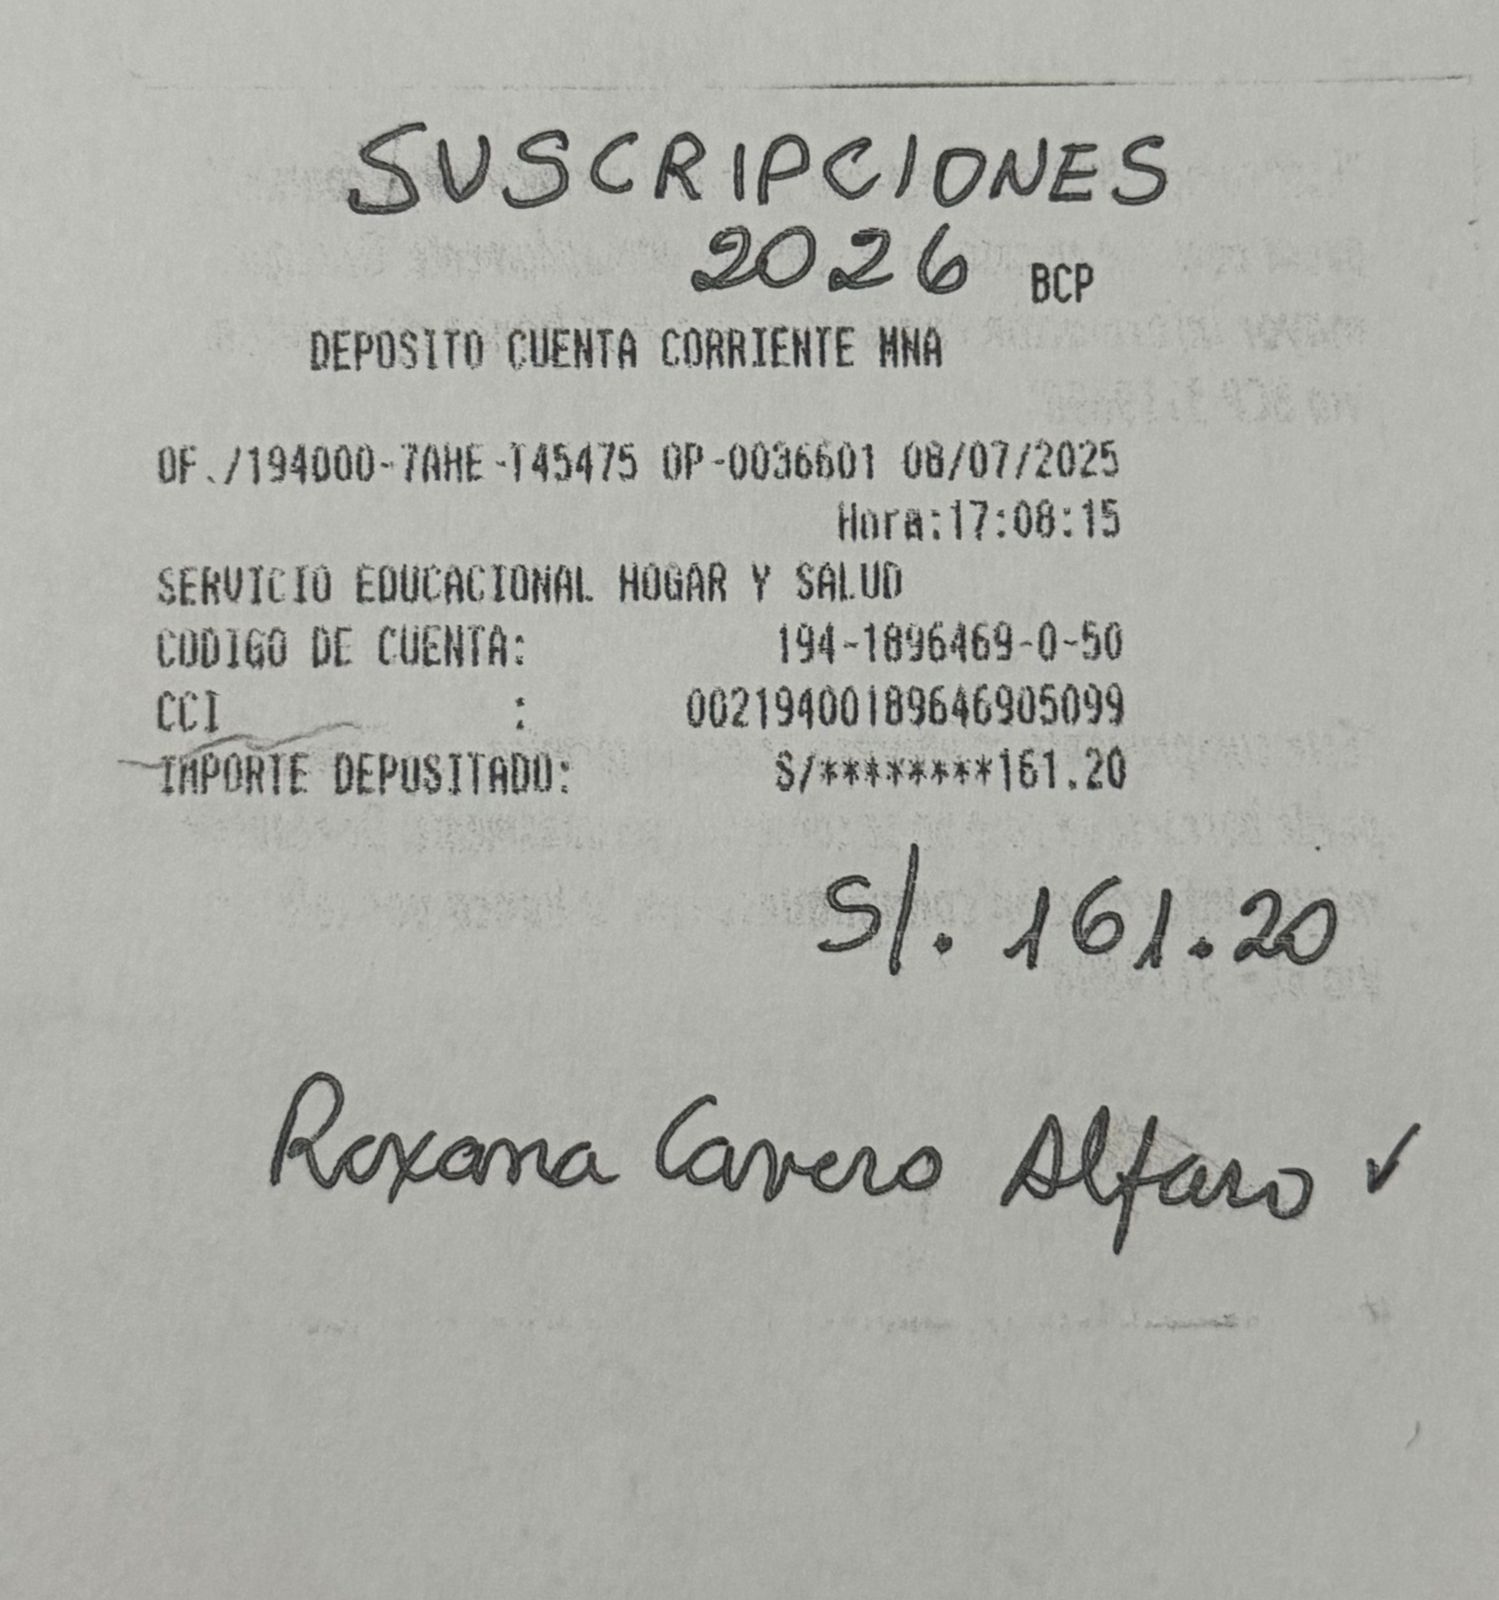 SUSCRIPCIONES
2026 BCP
DEPOSITO CUENTA CORRIENTE MNA
OF./194000-7AHE-T45475 OP-0036601 08/07/2025
Hora:17:08:15
SERVICIO EDUCACIONAL HOGAR Y SALUD
CODIGO DE CUENTA: 194-1896469-0-50
CCI : 00219400189646905099
IMPORTE DEPOSITADO: S/********161.20
S/. 161.20
Roxana Cavero Alfaro ✓